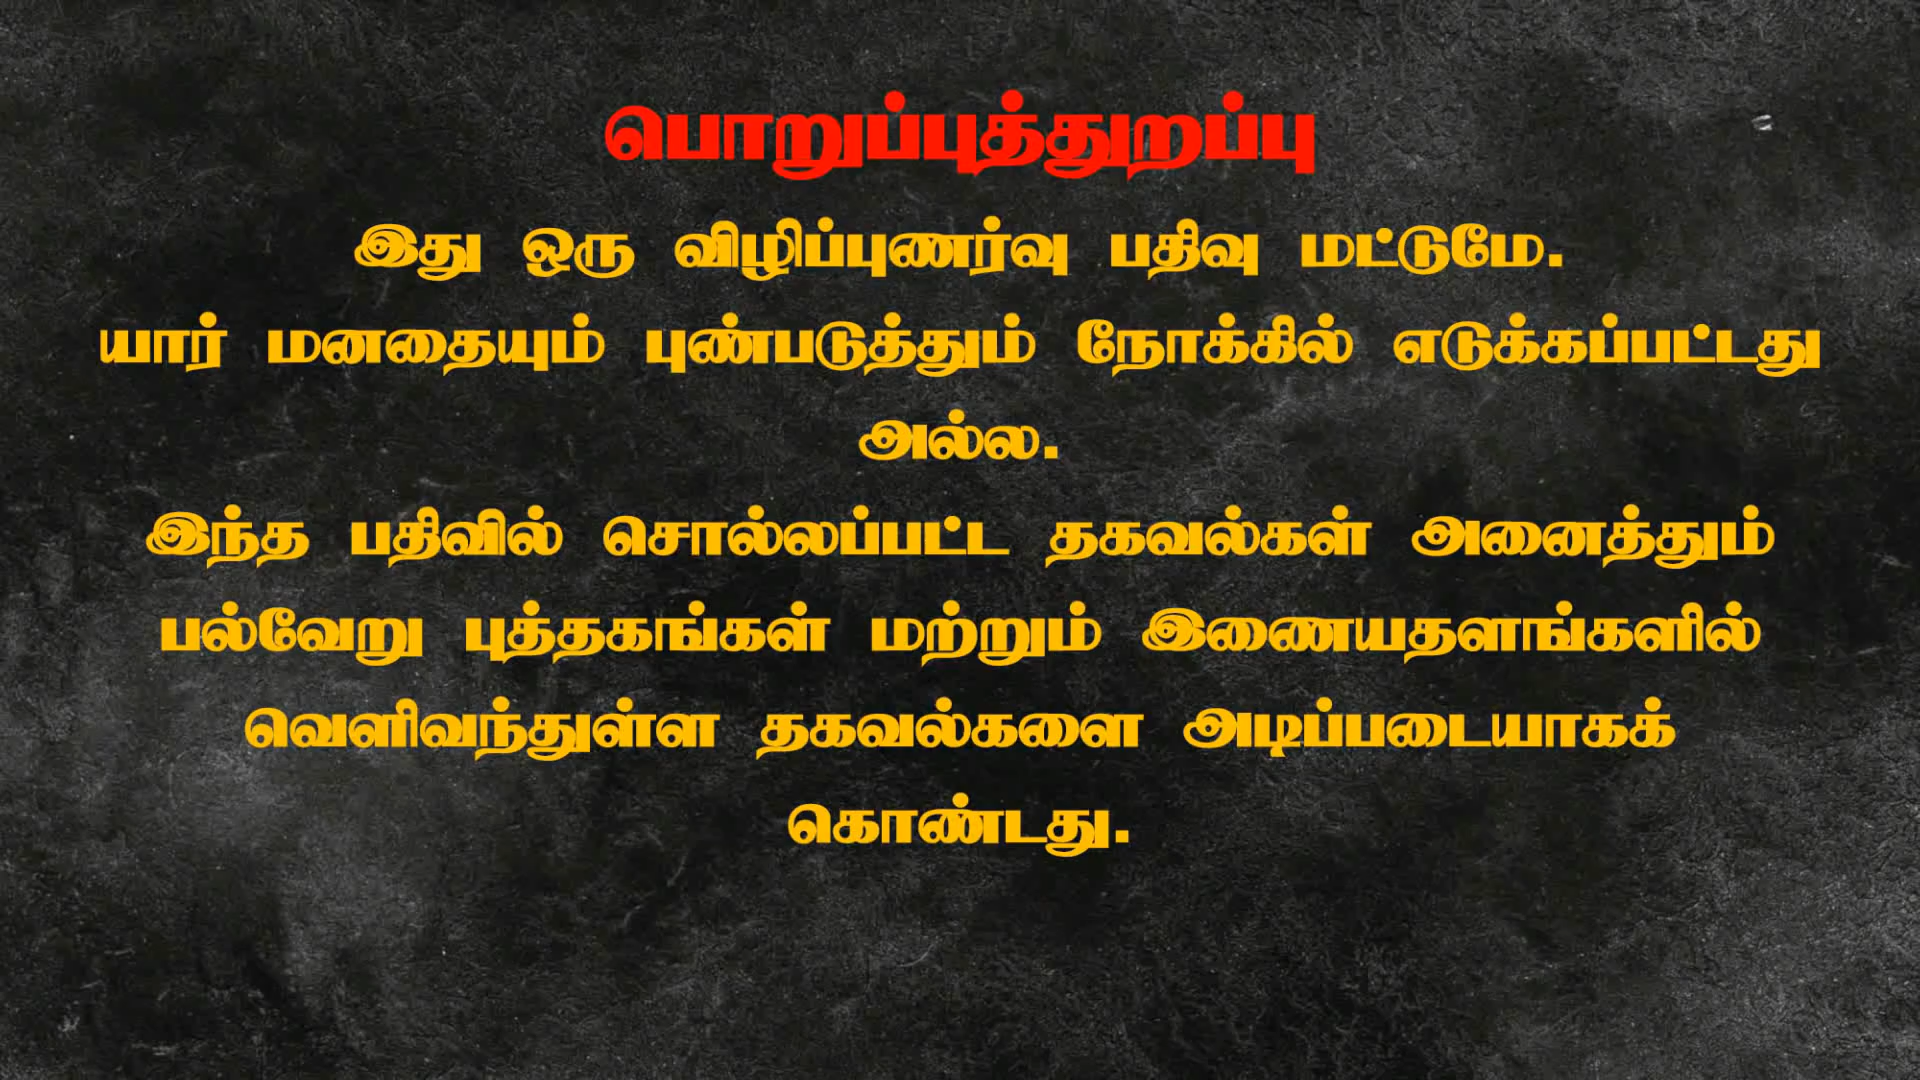 பொறுப்புத்துறப்பு
இது ஒரு விழிப்புணர்வு பதிவு மட்டுமே.
யார் மனதையும் புண்படுத்தும் நோக்கில் எடுக்கப்பட்டது
அல்ல.
இந்த பதிவில் சொல்லப்பட்ட தகவல்கள் அனைத்தும்
பல்வேறு புத்தகங்கள் மற்றும் இணையதளங்களில்
வெளிவந்துள்ள தகவல்களை அடிப்படையாகக்
கொண்டது.